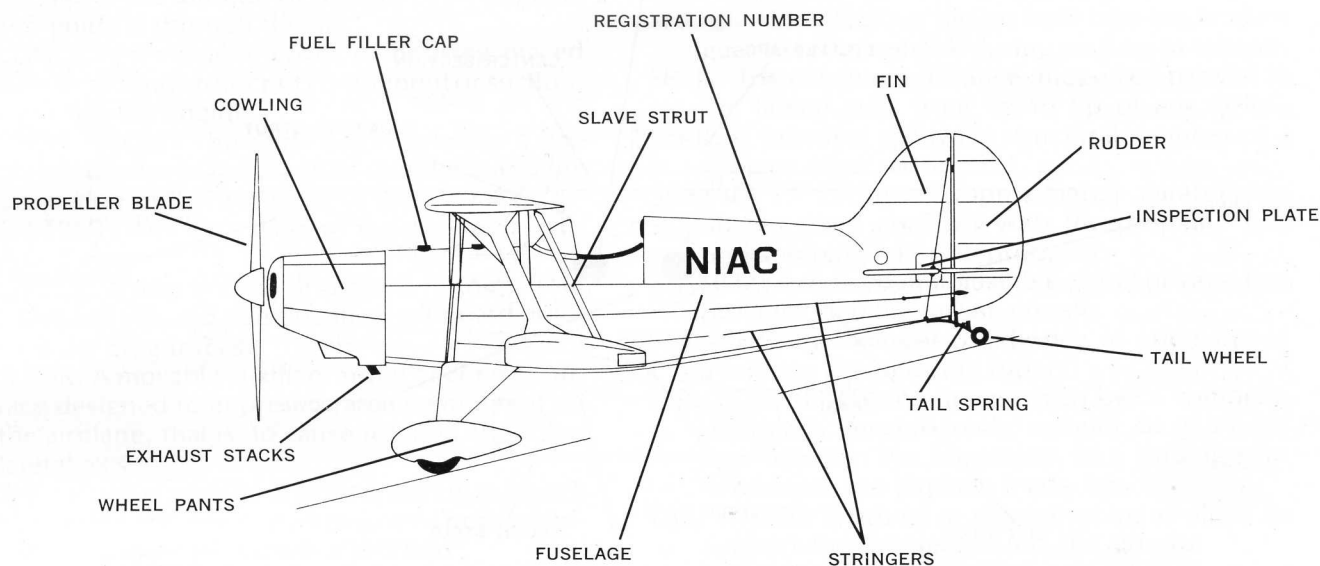 REGISTRATION NUMBER
FUEL FILLER CAP
FIN
COWLING
SLAVE STRUT
RUDDER
PROPELLER BLADE
INSPECTION PLATE
NIAC
TAIL WHEEL
TAIL SPRING
EXHAUST STACKS
WHEEL PANTS
FUSELAGE
STRINGERS